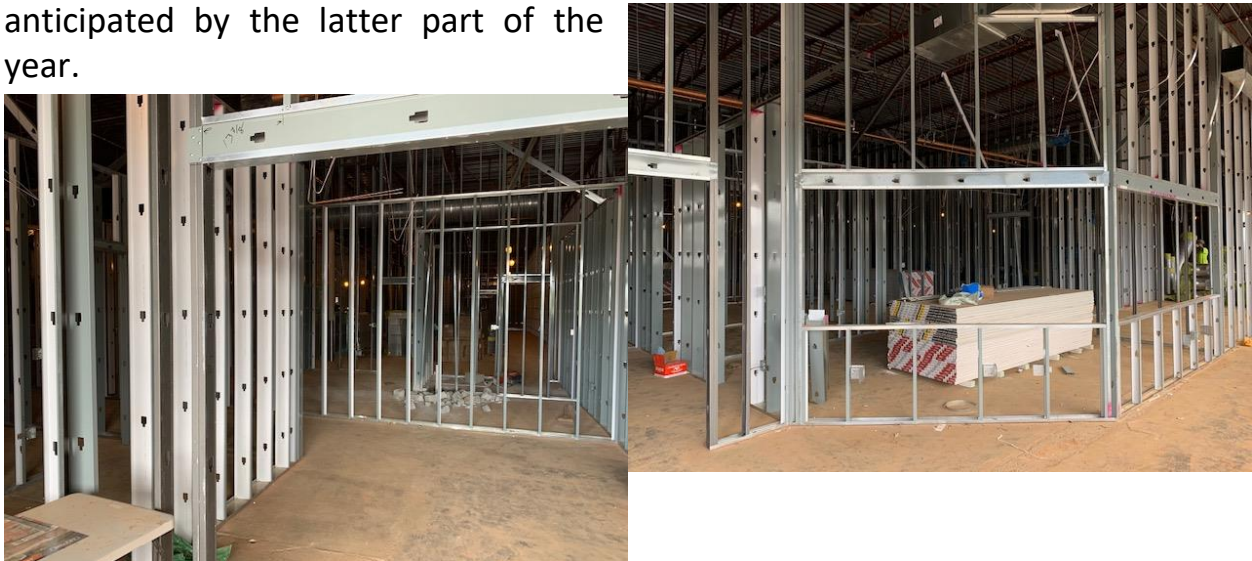 anticipated by the latter part of the
year.